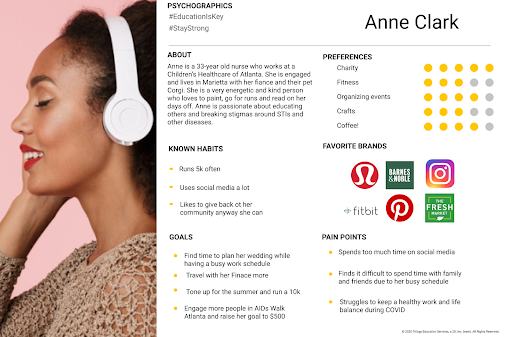 PSYCHOGRAPHICS
#EducationIsKey
#StayStrong
Anne Clark
ABOUT
Anne is a 33-year old nurse who works at a
Children's Healthcare of Atlanta. She is engaged
and lives in Marietta with her fiance and their pet
Corgi. She is a very energetic and kind person
who loves to paint, go for runs and read on her
days off. Anne is passionate about educating
others and breaking stigmas around STIs and
other diseases.
PREFERENCES
Charity
Fitness
Organizing events
Crafts
Coffee!
KNOWN HABITS
Runs 5k often
Uses social media a lot
Likes to give back ot her
community anyway she can
FAVORITE BRANDS
BARNES
&NOBLE
fitbit
THE
FRESH
MARKET
GOALS
Find time to plan her wedding while
having a busy work schedule
Travel with her Finace more
Tone up for the summer and run a 10k
Engage more people in AIDs Walk
Atlanta and raise her goal to $500
PAIN POINTS
Spends too much time on social media
Finds it difficult to spend time with family
and friends due to her busy schedule
Struggles to keep a healthy work and life
balance during COVID